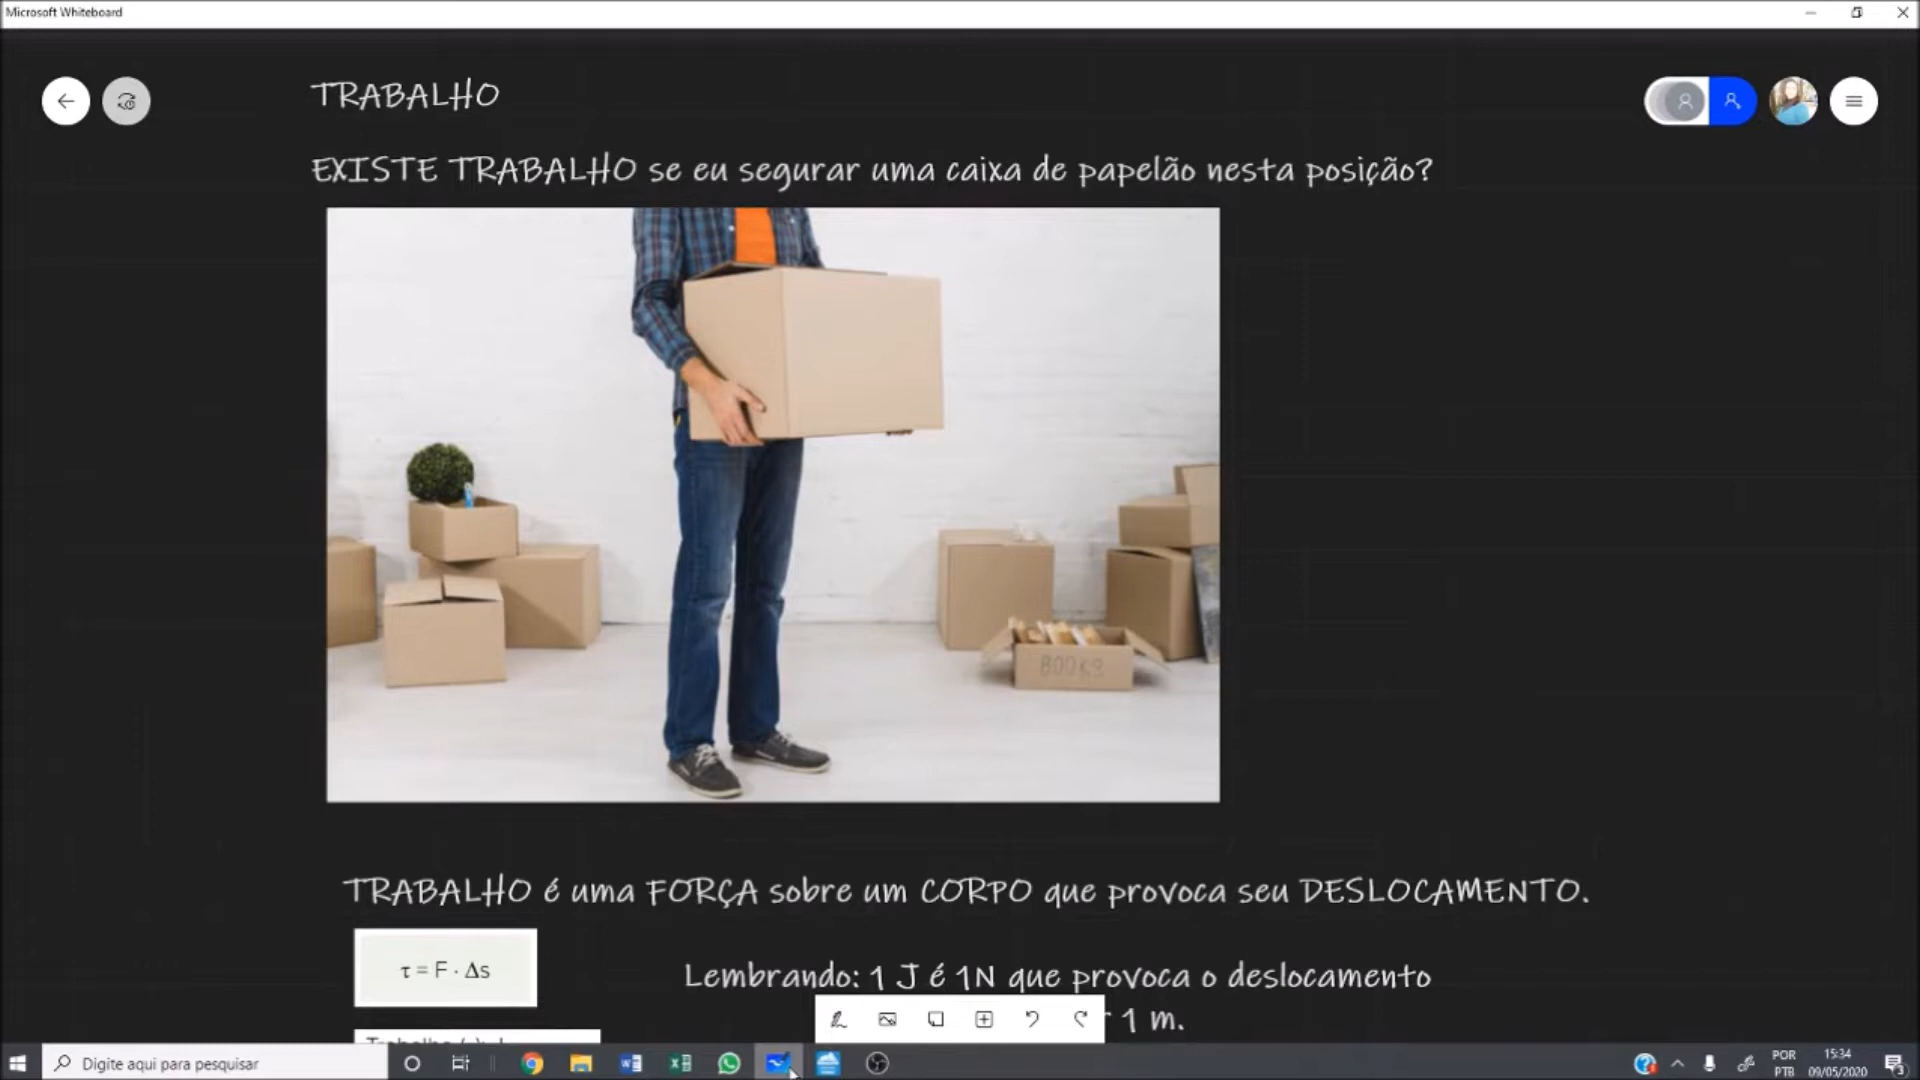 Microsoft Whiteboard
TRABALHO
EXISTE TRABALHO se eu segurar uma caixa de papelão nesta posição?
BOOKS
TRABALHO é uma FORÇA sobre um CORPO que provoca seu DESLOCAMENTO.
τ = F · Δs
Lembrando: 1 J é 1N que provoca o deslocamento
1 m.
Digite aqui para pesquisar
POR
PTB
15:34
09/05/2020
3